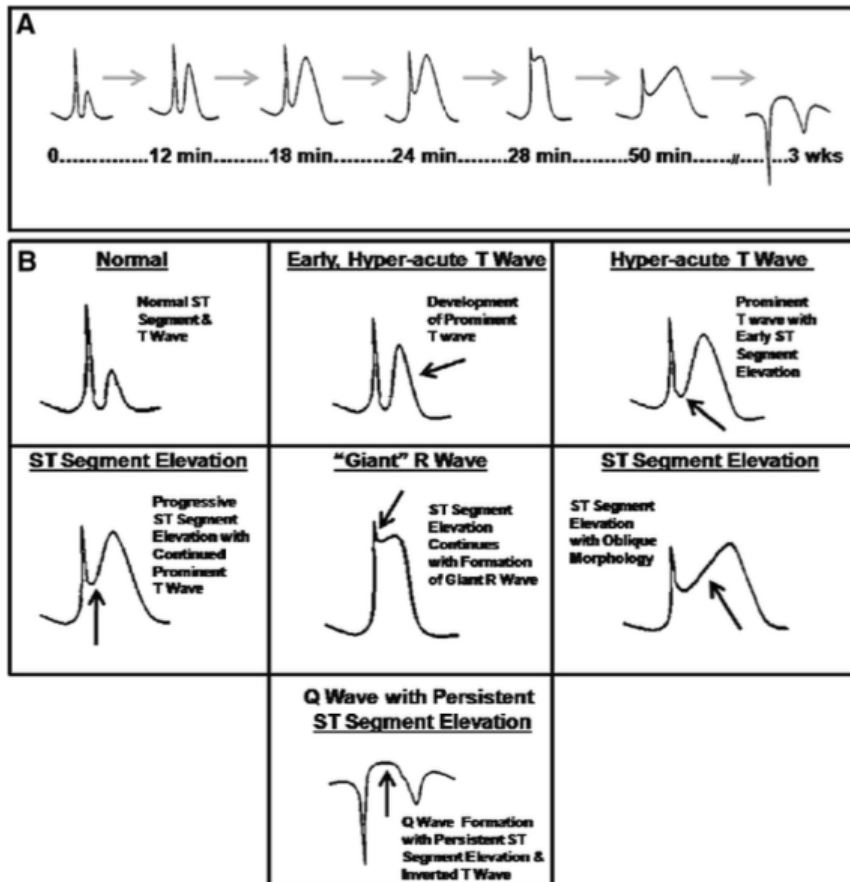 A
0..............12 min..........18 min..........24 min........28 min........50 min.......//.......3 wks
B
Normal
Normal ST
Segment &
T Wave
Early, Hyper-acute T Wave
Development
of Prominent
T wave
Hyper-acute T Wave
Prominent
T wave with
Early ST
Segment
Elevation
ST Segment Elevation
Progressive
ST Segment
Elevation with
Continued
Prominent
T Wave
"Giant" R Wave
ST Segment
Elevation
Continues
with Formation
of Giant R Wave
ST Segment Elevation
ST Segment
Elevation
with Oblique
Morphology
Q Wave with Persistent
ST Segment Elevation
Q Wave Formation
with Persistent ST
Segment Elevation &
Inverted T Wave